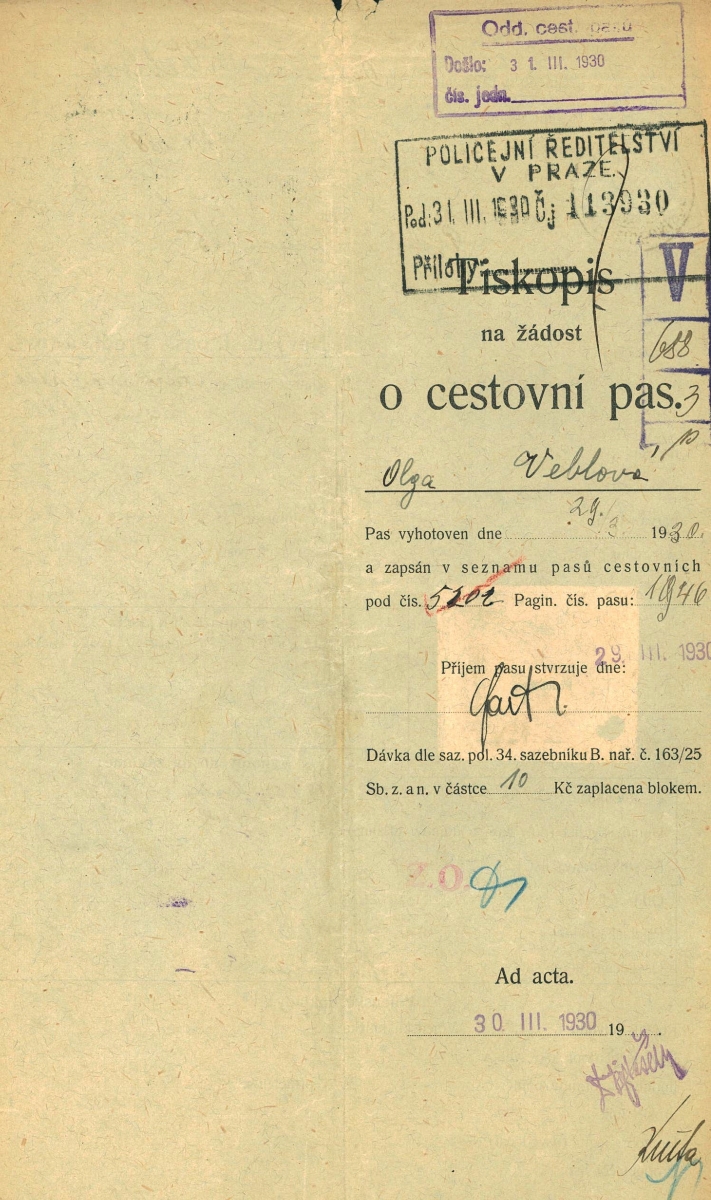 Odd. cest. pasů
Došlo: 31. III. 1930
čís. jedn.
POLICEJNÍ ŘEDITELSTVÍ
V PRAZE.
Pod: 31. III. 1930 Čj 113930
Přílohy:
V
Tiskopis
688
na žádost
o cestovní pas.
3
Olga Veblova
Pas vyhotoven dne 29. 3. 1930.
a zapsán v seznamu pasů cestovních
pod čís. 5202 Pagin. čís. pasu: 1946
29. III. 1930
Příjem pasu stvrzuje dne:
Dávka dle saz. pol. 34. sazebníku B. nař. č. 163/25
Sb. z. a n. v částce 10 Kč zaplacena blokem.
Z.O.
Ad acta.
30. III. 1930 19 .